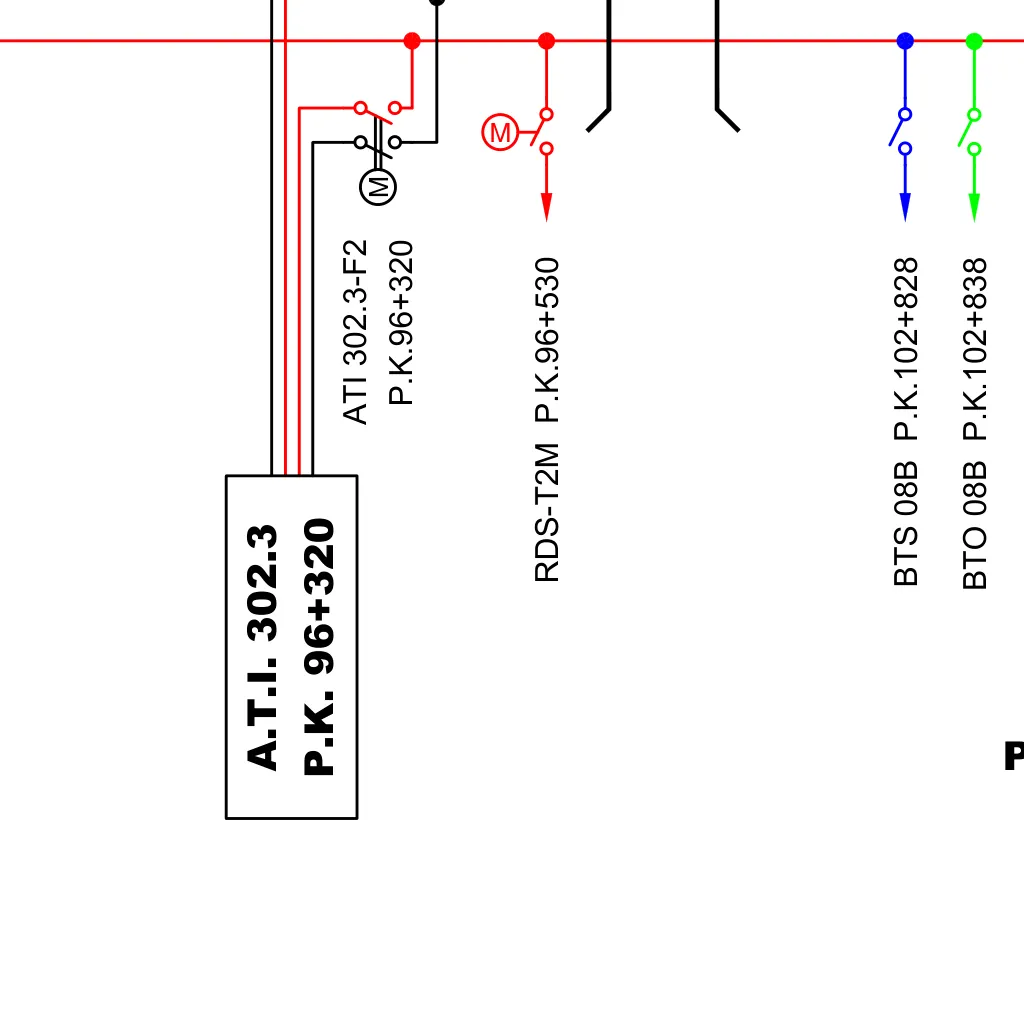 M
M
ATI 302.3-F2
P.K.96+320
RDS-T2M P.K.96+530
BTS 08B P.K.102+828
BTO 08B P.K.102+838
A.T.I. 302.3
P.K. 96+320
P